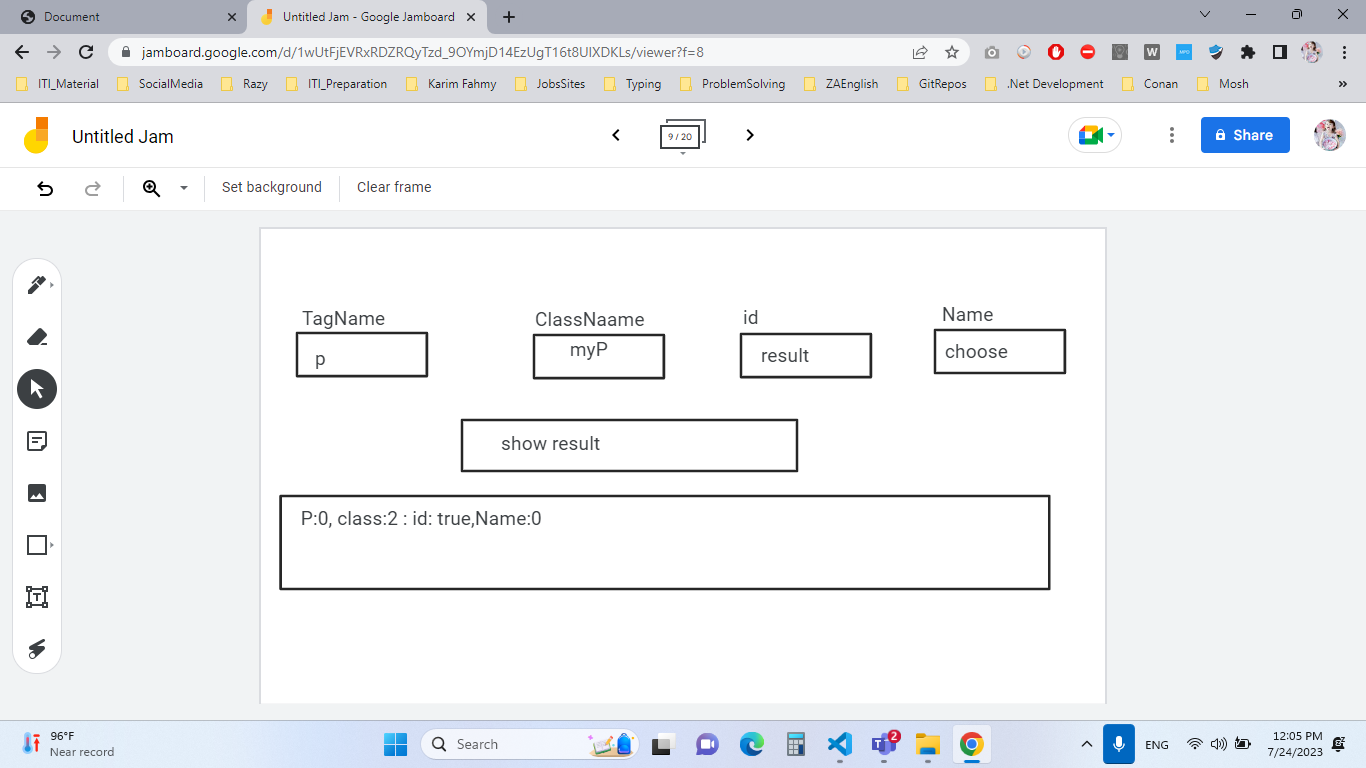 Document
Untitled Jam - Google Jamboard
jamboard.google.com/d/1wUtFjEVRxRDZRQyTzd_9OYmjD14EzUgT16t8UIXDKLs/viewer?f=8
ITI_Material
SocialMedia
Razy
ITI_Preparation
Karim Fahmy
JobsSites
Typing
ProblemSolving
ZAEnglish
GitRepos
.Net Development
Conan
Mosh
Untitled Jam
9 / 20
Share
Set background
Clear frame
TagName
ClassNaame
id
Name
p
myP
result
choose
show result
P:0, class:2 : id: true,Name:0
96°F
Near record
Search
2
ENG
12:05 PM
7/24/2023